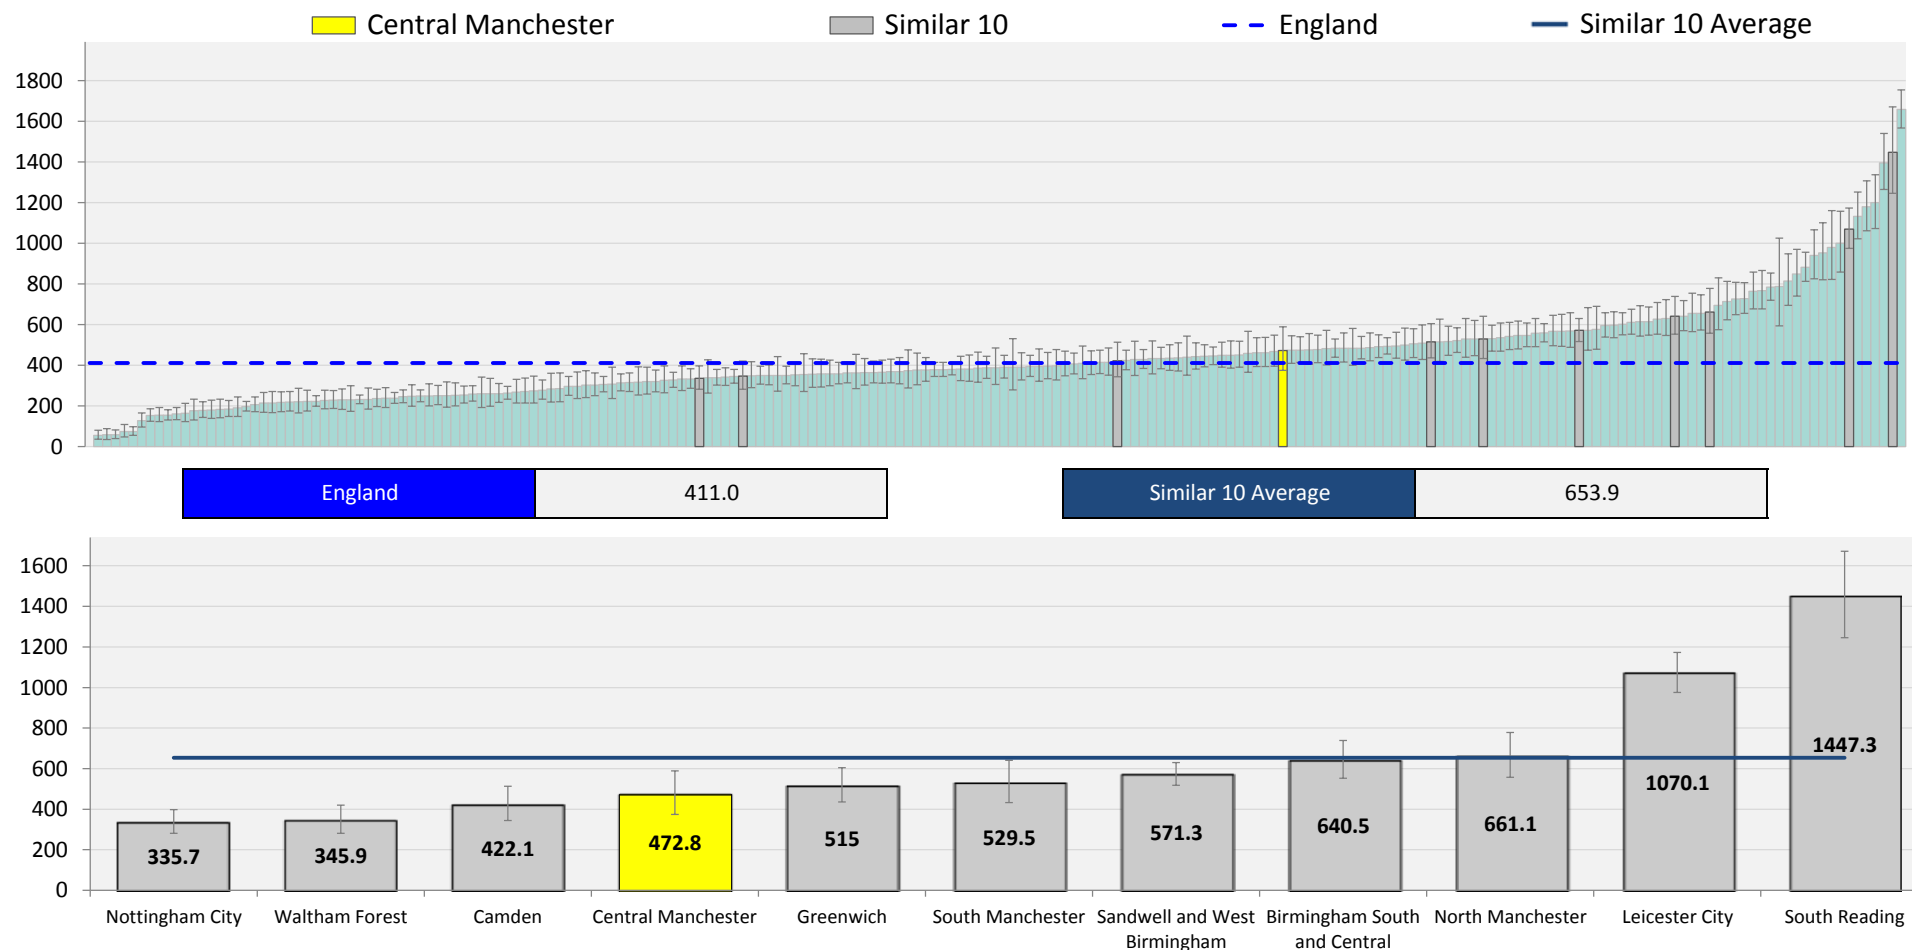 Central Manchester
Similar 10
England
Similar 10 Average
1800
1600
1400
1200
1000
800
600
400
200
0
England
411.0
Similar 10 Average
653.9
1600
1400
1200
1000
800
600
400
200
0
335.7
345.9
422.1
472.8
515
529.5
571.3
640.5
661.1
1070.1
1447.3
Nottingham City
Waltham Forest
Camden
Central Manchester
Greenwich
South Manchester
Sandwell and West
Birmingham
Birmingham South
and Central
North Manchester
Leicester City
South Reading